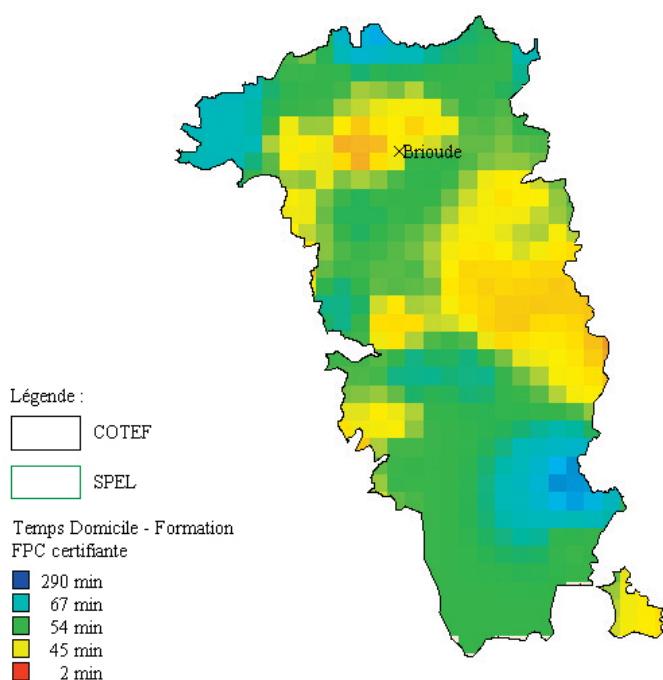 Brioude
Légende :
COTEF
SPEL
Temps Domicile - Formation
FPC certifiante
290 min
67 min
54 min
45 min
2 min